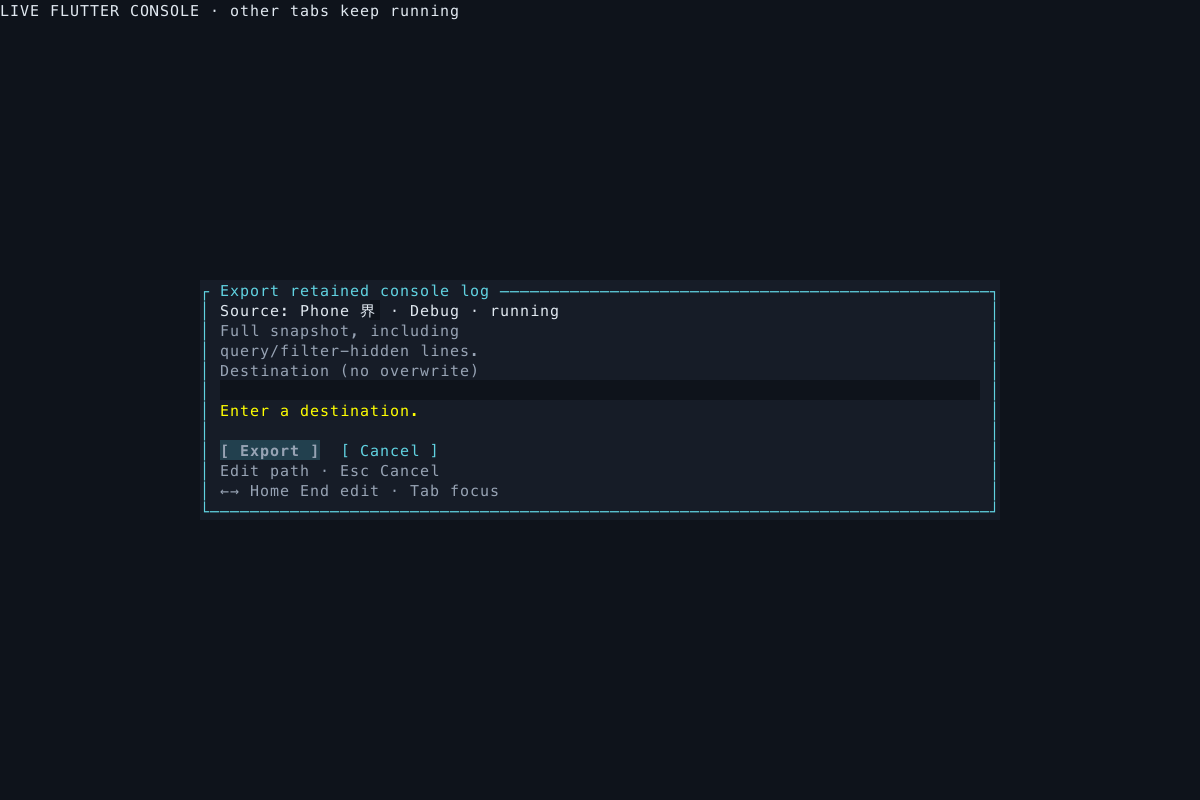 LIVE FLUTTER CONSOLE · other tabs keep running
Export retained console log
Source: Phone 界 · Debug · running
Full snapshot, including
query/filter-hidden lines.
Destination (no overwrite)
Enter a destination.
[ Export ] [ Cancel ]
Edit path · Esc Cancel
←→ Home End edit · Tab focus